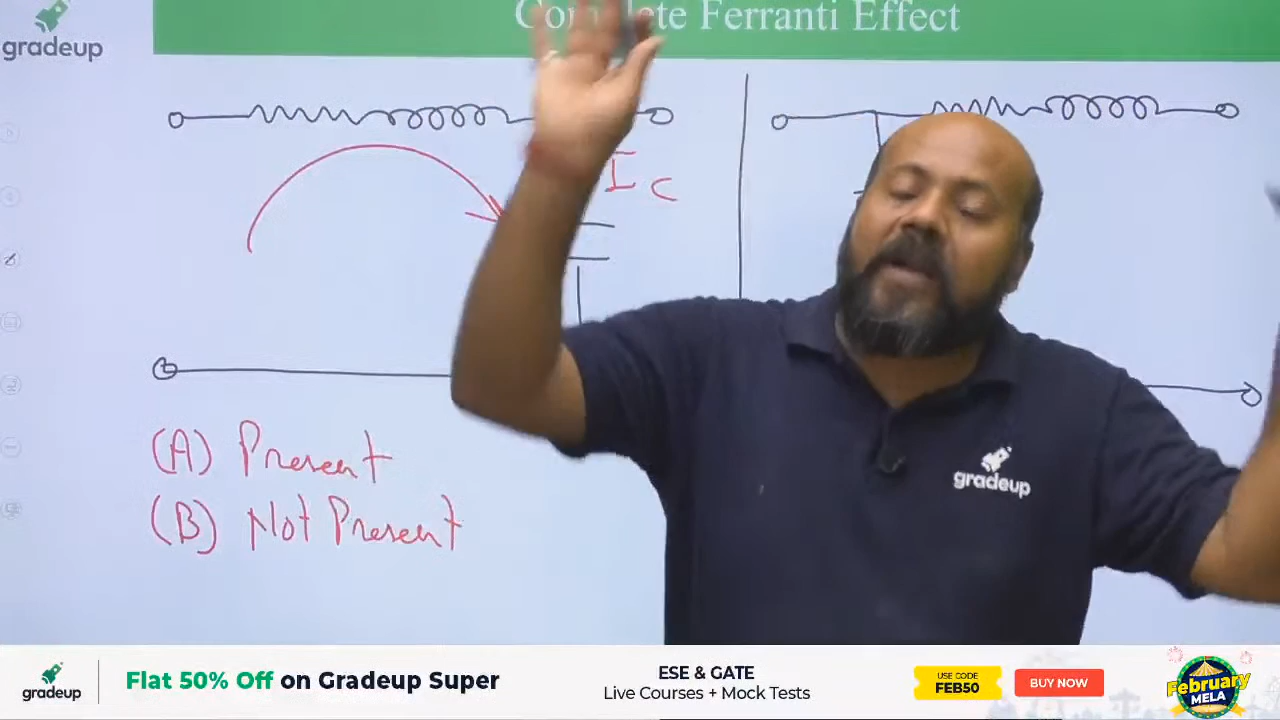 gradeup
Complete Ferranti Effect
I c
(A) Present
(B) Not Present
gradeup
gradeup
Flat 50% Off on Gradeup Super
ESE & GATE
Live Courses + Mock Tests
USE CODE
FEB50
BUY NOW
February
MELA